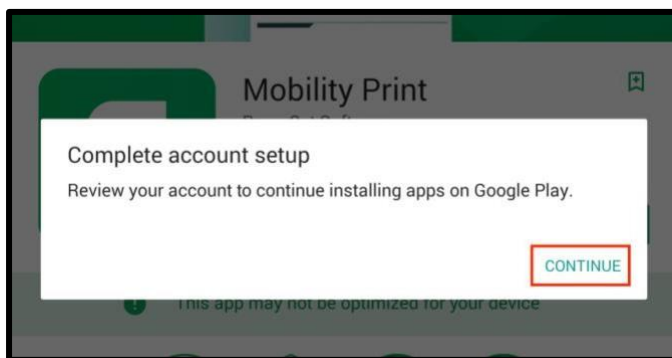 Mobility Print
Complete account setup
Review your account to continue installing apps on Google Play.
CONTINUE
This app may not be optimized for your device